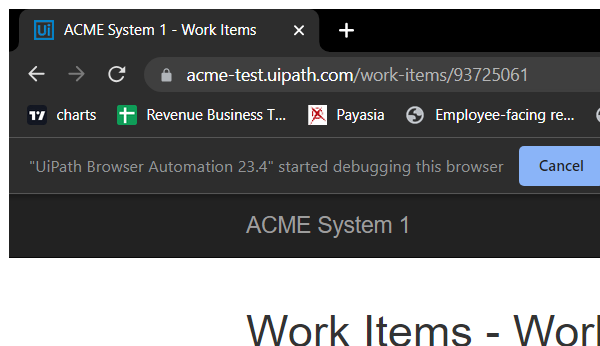 Ui ACME System 1 - Work Items
acme-test.uipath.com/work-items/93725061
charts Revenue Business T... Payasia Employee-facing re...
"UiPath Browser Automation 23.4" started debugging this browser Cancel
ACME System 1
Work Items -